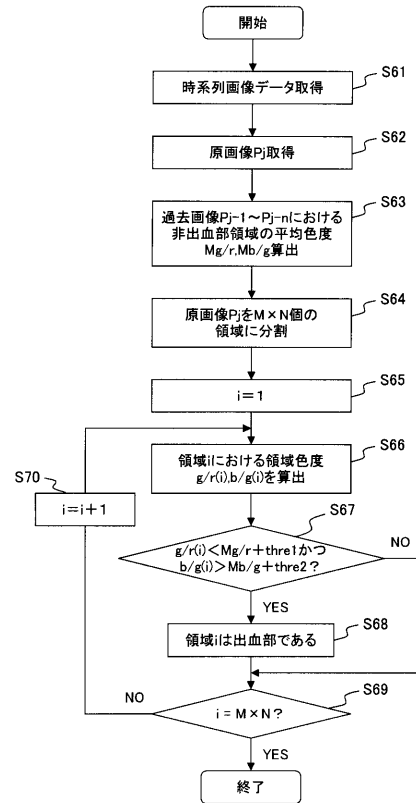 開始
S61
時系列画像データ取得
S62
原画像Pj取得
S63
過去画像Pj-1～Pj-nにおける
非出血部領域の平均色度
Mg/r,Mb/g算出
S64
原画像PjをM×N個の
領域に分割
S65
i=1
S66
領域iにおける領域色度
g/r(i),b/g(i)を算出
S70
i=i+1
S67
g/r(i)<Mg/r+thre1かつ
b/g(i)>Mb/g+thre2?
NO
YES
S68
領域iは出血部である
S69
NO
i=M×N?
YES
終了